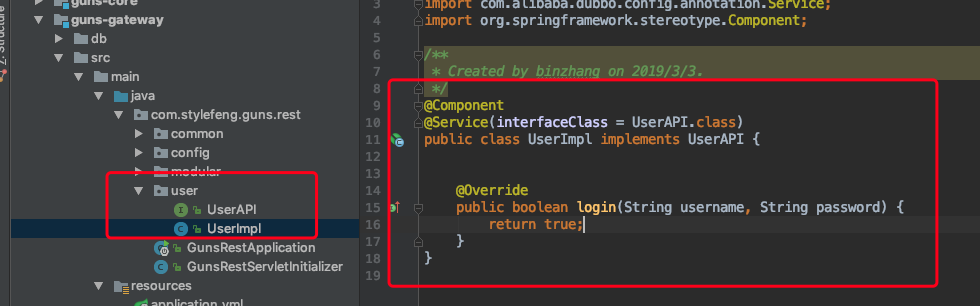 guns-core
guns-gateway
db
src
main
java
com.stylefeng.guns.rest
common
config
modular
user
UserAPI
UserImpl
GunsRestApplication
GunsRestServletInitializer
resources
application.yml
Structure
3 import com.alibaba.dubbo.config.annotation.Service;
4 import org.springframework.stereotype.Component;
5
6 /**
7 * Created by binzhang on 2019/3/3.
8 */
9 @Component
10 @Service(interfaceClass = UserAPI.class)
11 public class UserImpl implements UserAPI {
12
13
14 @Override
15 public boolean login(String username, String password) {
16 return true;
17 }
18 }
19